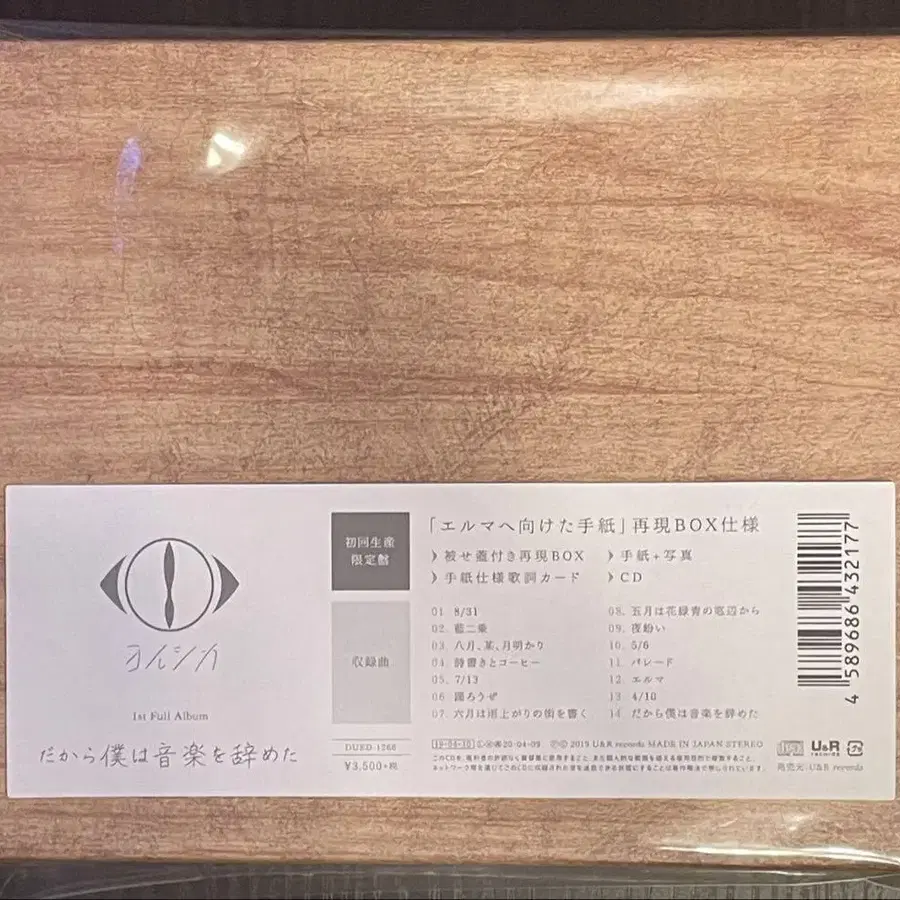 ヨルシカ
1st Full Album
だから僕は音楽を辞めた
初回生産
限定盤
「エルマへ向けた手紙」再現BOX仕様
》被せ蓋付き再現BOX 》手紙+写真
》手紙仕様歌詞カード 》CD
収録曲
01. 8/31
02. 藍二乗
03. 八月、某、月明かり
04. 詩書きとコーヒー
05. 7/13
06. 踊ろうぜ
07. 六月は雨上がりの街を書く
08. 五月は花緑青の窓辺から
09. 夜紛い
10. 5/6
11. パレード
12. エルマ
13. 4/10
14. だから僕は音楽を辞めた
DUED-1268
¥3,500+税
19・04・10 20・04・09 ℗© 2019 U&R records MADE IN JAPAN STEREO
U&R
records
発売元:U&R records
4 589686 432177